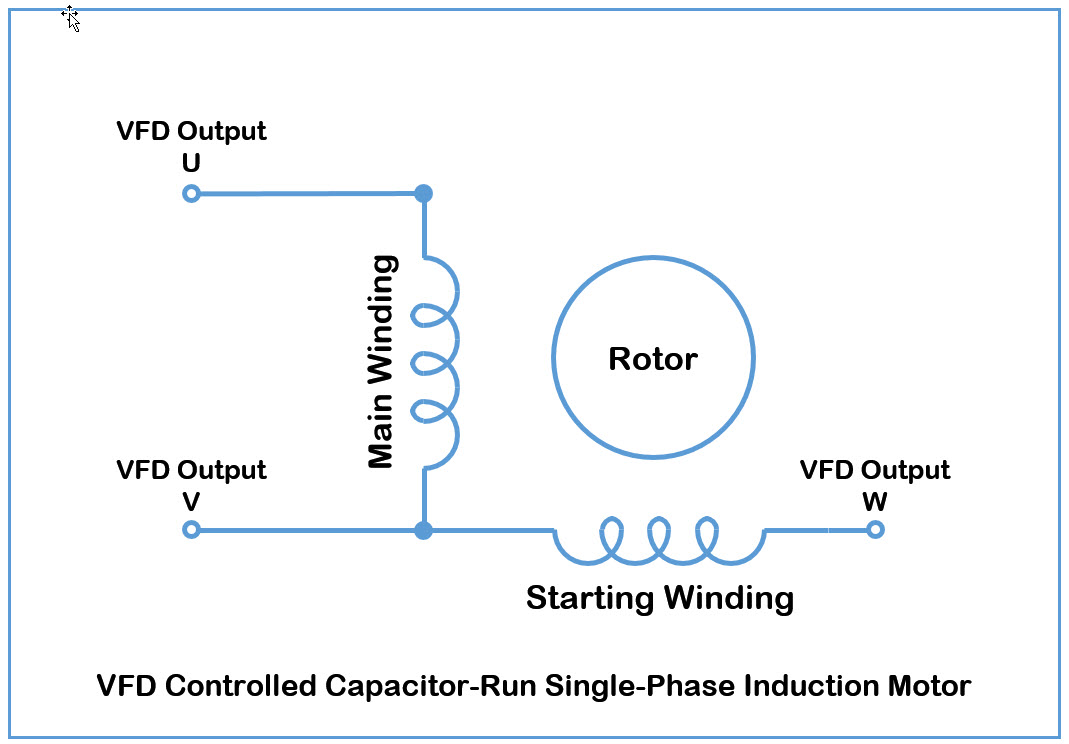 VFD Output
U
Main Winding
Rotor
VFD Output
V
VFD Output
W
Starting Winding
VFD Controlled Capacitor-Run Single-Phase Induction Motor